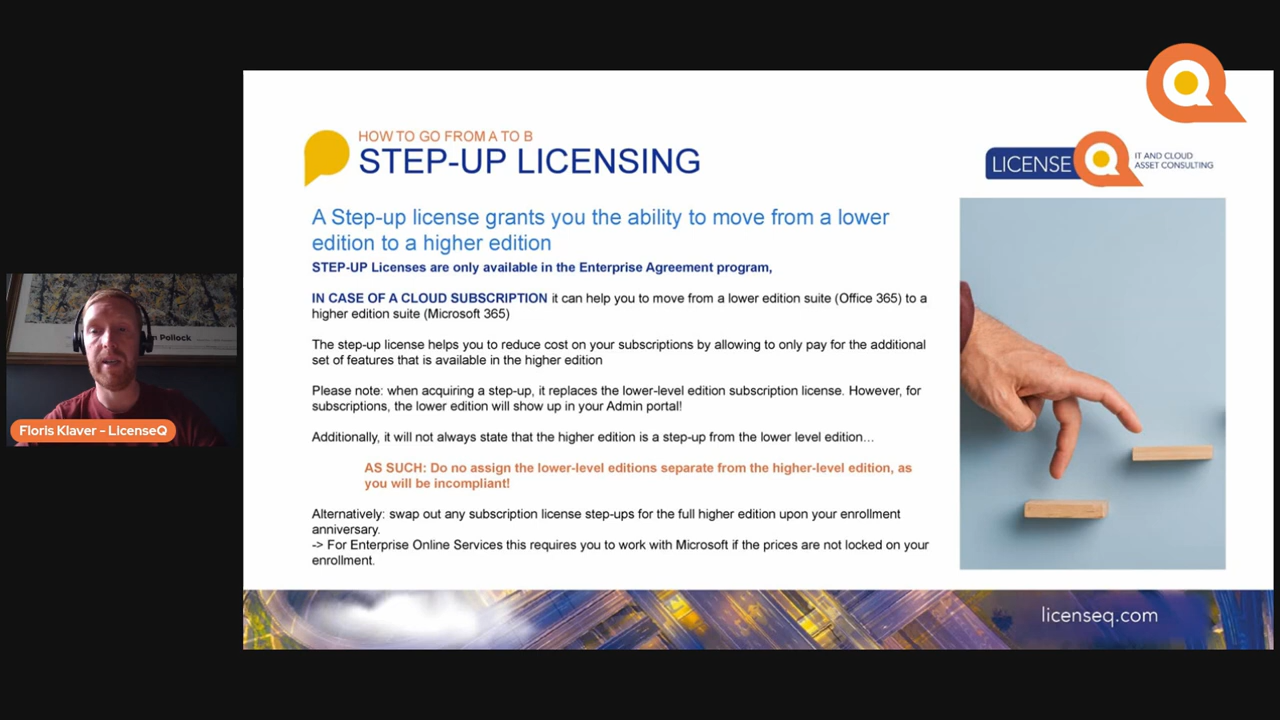 HOW TO GO FROM A TO B
STEP-UP LICENSING
LICENSE
IT AND CLOUD
ASSET CONSULTING
A Step-up license grants you the ability to move from a lower
edition to a higher edition
STEP-UP Licenses are only available in the Enterprise Agreement program,
IN CASE OF A CLOUD SUBSCRIPTION it can help you to move from a lower edition suite (Office 365) to a
higher edition suite (Microsoft 365)
The step-up license helps you to reduce cost on your subscriptions by allowing to only pay for the additional
set of features that is available in the higher edition
Please note: when acquiring a step-up, it replaces the lower-level edition subscription license. However, for
subscriptions, the lower edition will show up in your Admin portal!
Additionally, it will not always state that the higher edition is a step-up from the lower level edition…
AS SUCH: Do no assign the lower-level editions separate from the higher-level edition, as
you will be incompliant!
Alternatively: swap out any subscription license step-ups for the full higher edition upon your enrollment
anniversary.
-> For Enterprise Online Services this requires you to work with Microsoft if the prices are not locked on your
enrollment.
licenseq.com
Pollock
Floris Klaver - LicenseQ